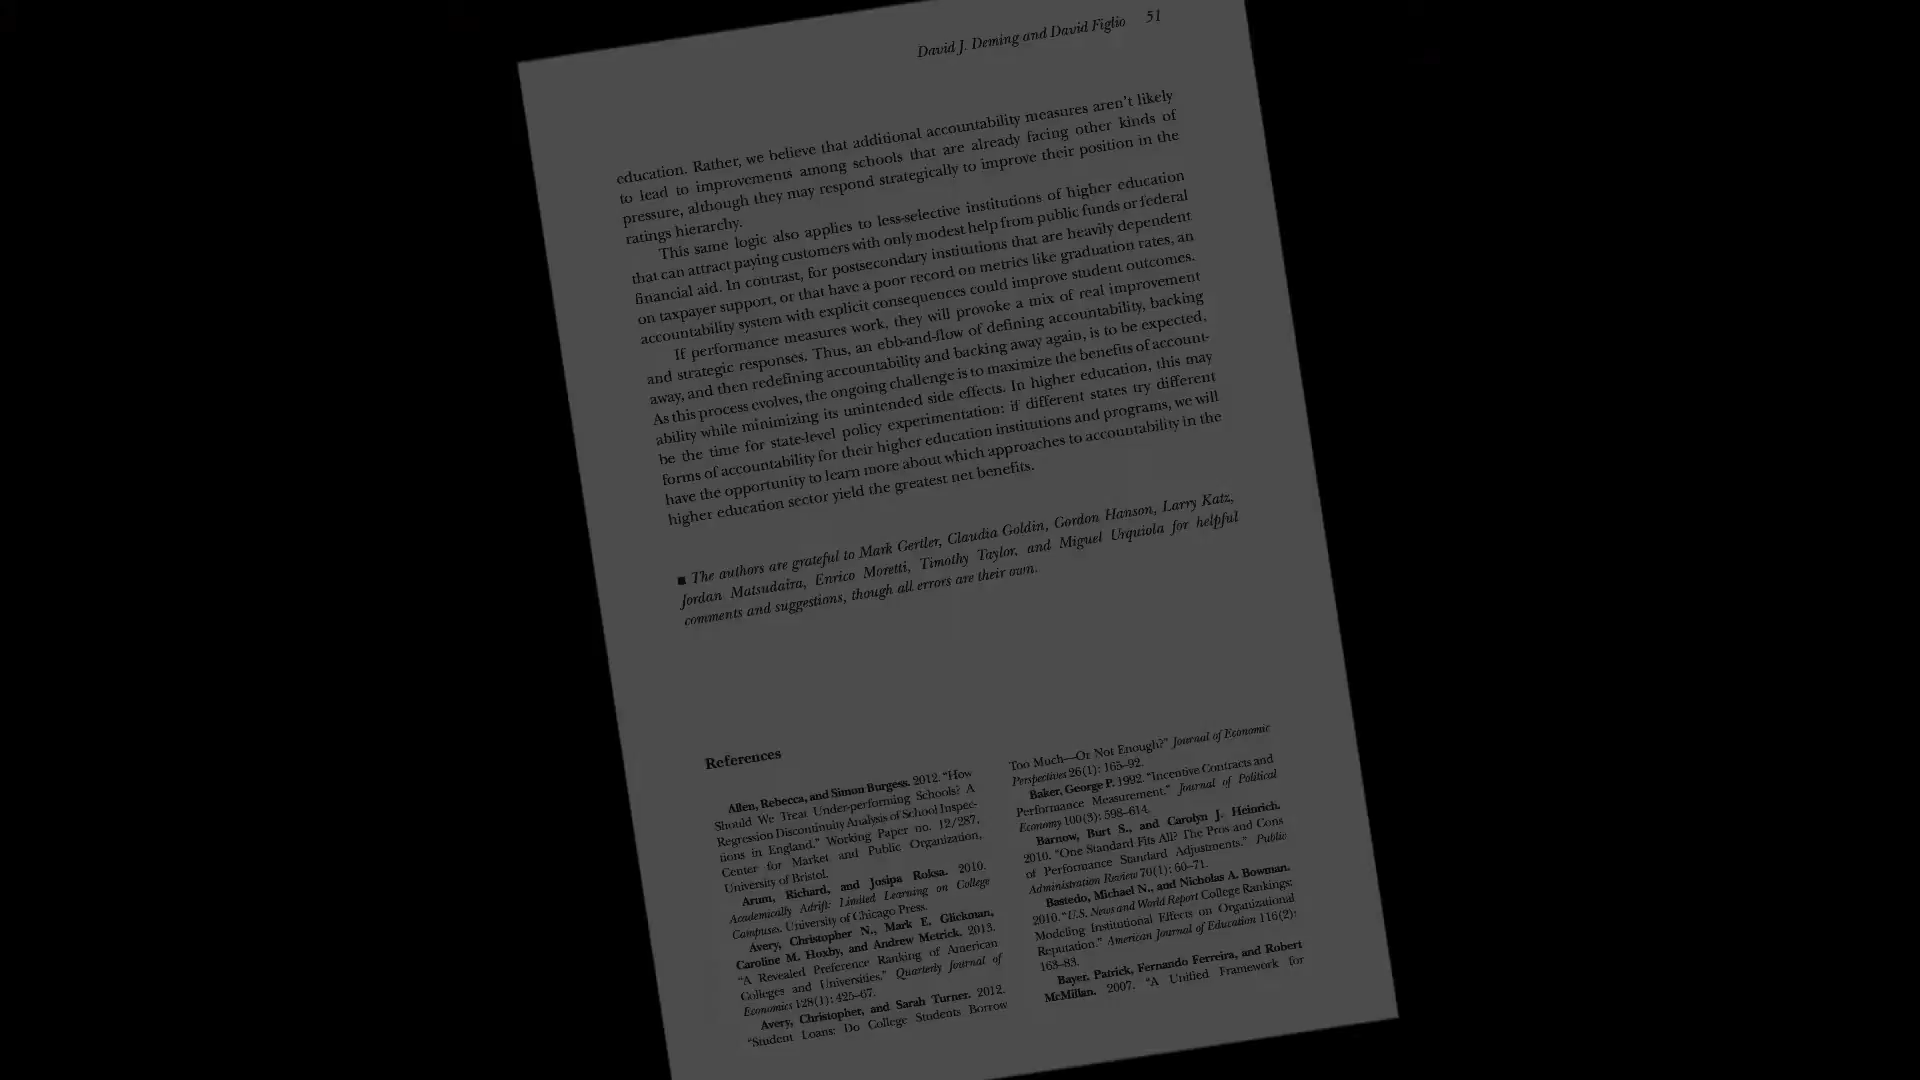 David J. Deming and David Figlio 51
education. Rather, we believe that additional accountability measures aren't likely
to lead to improvements among schools that are already facing other kinds of
pressure, although they may respond strategically to improve their position in the
ratings hierarchy.
This same logic also applies to less-selective institutions of higher education
that can attract paying customers with only modest help from public funds or federal
financial aid. In contrast, for postsecondary institutions that are heavily dependent
on taxpayer support, or that have a poor record on metrics like graduation rates, an
accountability system with explicit consequences could improve student outcomes.
If performance measures work, they will provoke a mix of real improvement
and strategic responses. Thus, an ebb-and-flow of defining accountability, backing
away, and then redefining accountability and backing away again, is to be expected.
As this process evolves, the ongoing challenge is to maximize the benefits of account-
ability while minimizing its unintended side effects. In higher education, this may
be the time for state-level policy experimentation: if different states try different
forms of accountability for their higher education institutions and programs, we will
have the opportunity to learn more about which approaches to accountability in the
higher education sector yield the greatest net benefits.
■ The authors are grateful to Mark Gertler, Claudia Goldin, Gordon Hanson, Larry Katz,
Jordan Matsudaira, Enrico Moretti, Timothy Taylor, and Miguel Urquiola for helpful
comments and suggestions, though all errors are their own.
References
Allen, Rebecca, and Simon Burgess. 2012. "How
Should We Treat Under-performing Schools? A
Regression Discontinuity Analysis of School Inspec-
tions in England." Working Paper no. 12/287,
Center for Market and Public Organization,
University of Bristol.
Arum, Richard, and Josipa Roksa. 2010.
Academically Adrift: Limited Learning on College
Campuses. University of Chicago Press.
Avery, Christopher N., Mark E. Glickman,
Caroline M. Hoxby, and Andrew Metrick. 2013.
"A Revealed Preference Ranking of American
Colleges and Universities." Quarterly Journal of
Economics 128(1): 425–67.
Avery, Christopher, and Sarah Turner. 2012.
"Student Loans: Do College Students Borrow
Too Much—Or Not Enough?" Journal of Economic
Perspectives 26(1): 165–92.
Baker, George P. 1992. "Incentive Contracts and
Performance Measurement." Journal of Political
Economy 100(3): 598–614.
Barnow, Burt S., and Carolyn J. Heinrich.
2010. "One Standard Fits All? The Pros and Cons
of Performance Standard Adjustments." Public
Administration Review 70(1): 60–71.
Bastedo, Michael N., and Nicholas A. Bowman.
2010. "U.S. News and World Report College Rankings:
Modeling Institutional Effects on Organizational
Reputation." American Journal of Education 116(2):
163–83.
Bayer, Patrick, Fernando Ferreira, and Robert
McMillan. 2007. "A Unified Framework for